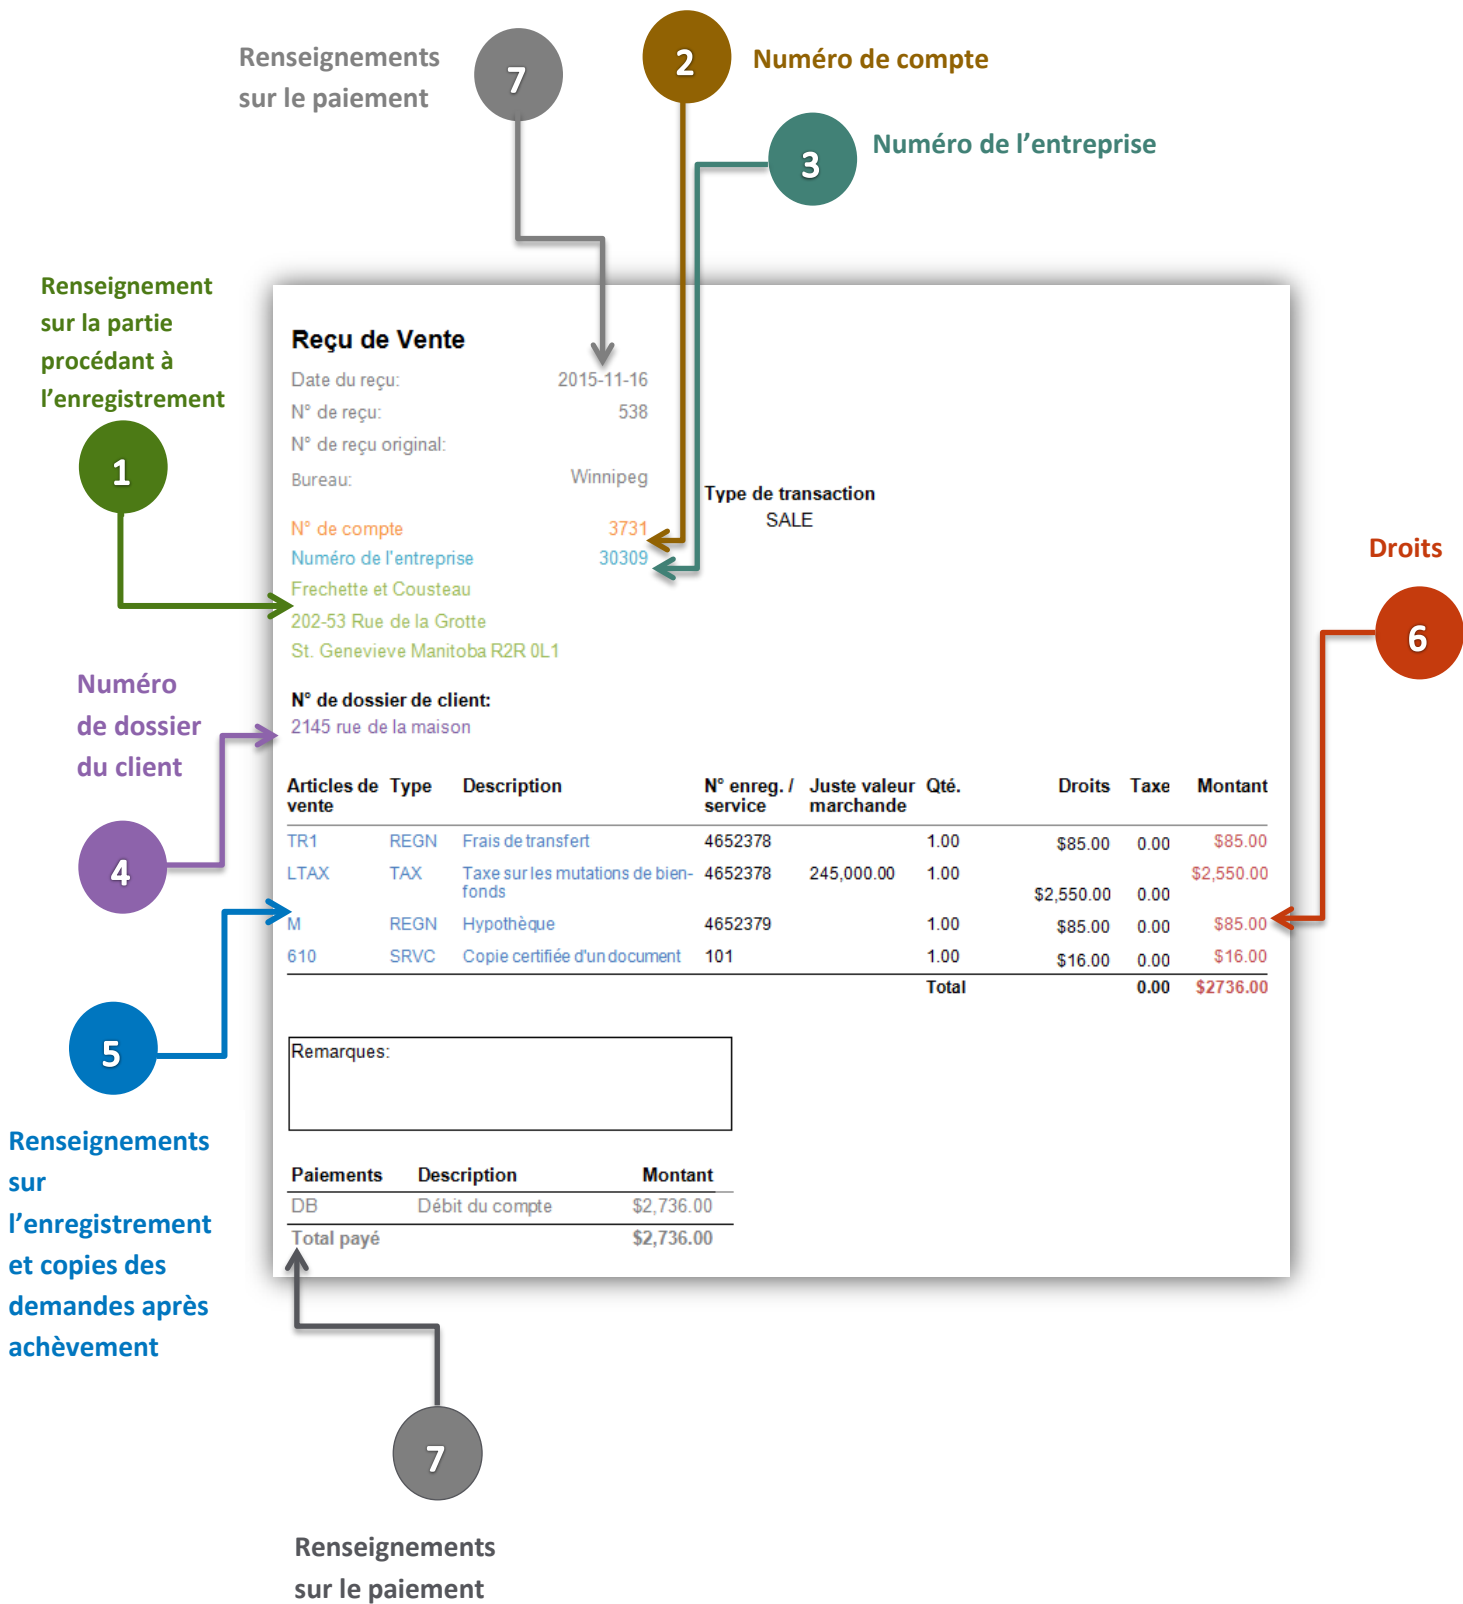 Renseignements
sur le paiement
7
2
Numéro de compte
3
Numéro de l’entreprise
Renseignement
sur la partie
procédant à
l’enregistrement
1
Reçu de Vente
Date du reçu: 2015-11-16
N° de reçu: 538
N° de reçu original:
Bureau: Winnipeg
Type de transaction
SALE
N° de compte 3731
Numéro de l'entreprise 30309
Frechette et Cousteau
202-53 Rue de la Grotte
St. Genevieve Manitoba R2R 0L1
Droits
6
Numéro
de dossier
du client
4
N° de dossier de client:
2145 rue de la maison
Articles de vente Type Description N° enreg. / service Juste valeur marchande Qté. Droits Taxe Montant
TR1 REGN Frais de transfert 4652378 1.00 $85.00 0.00 $85.00
LTAX TAX Taxe sur les mutations de bien-fonds 4652378 245,000.00 1.00 $2,550.00 0.00 $2,550.00
M REGN Hypothèque 4652379 1.00 $85.00 0.00 $85.00
610 SRVC Copie certifiée d'un document 101 1.00 $16.00 0.00 $16.00
Total 0.00 $2736.00
5
Renseignements
sur
l’enregistrement
et copies des
demandes après
achèvement
Remarques:
Paiements Description Montant
DB Débit du compte $2,736.00
Total payé $2,736.00
7
Renseignements
sur le paiement